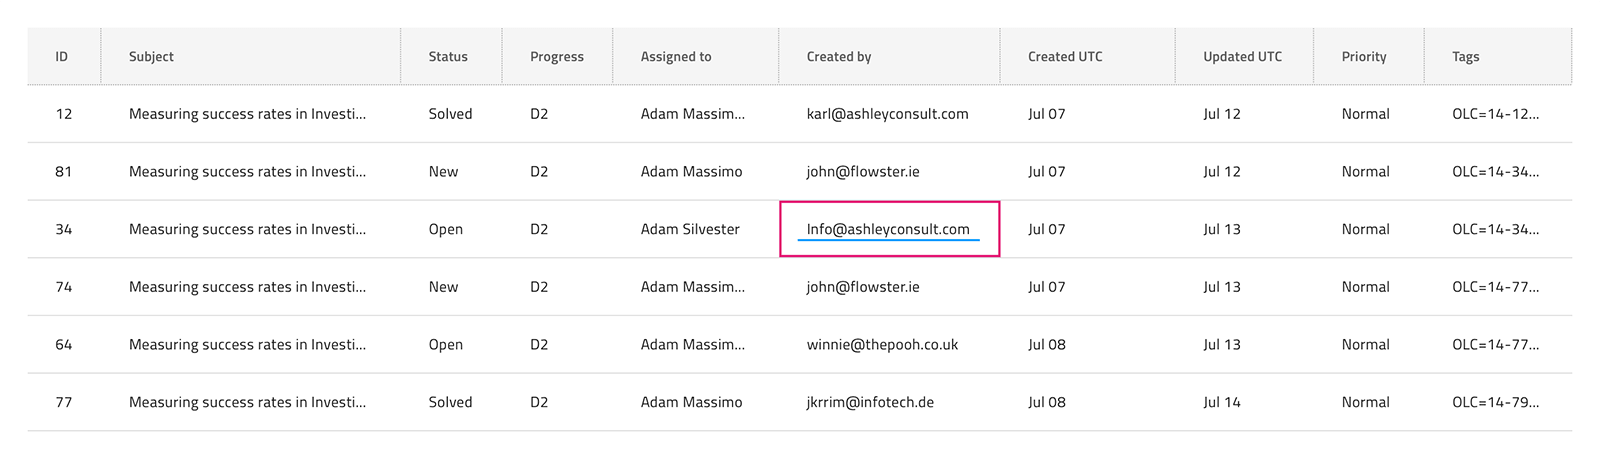 ID Subject Status Progress Assigned to Created by Created UTC Updated UTC Priority Tags
12 Measuring success rates in Investi... Solved D2 Adam Massim... karl@ashleyconsult.com Jul 07 Jul 12 Normal OLC=14-12...
81 Measuring success rates in Investi... New D2 Adam Massimo john@flowster.ie Jul 07 Jul 12 Normal OLC=14-34...
34 Measuring success rates in Investi... Open D2 Adam Silvester Info@ashleyconsult.com Jul 07 Jul 13 Normal OLC=14-34...
74 Measuring success rates in Investi... New D2 Adam Massim... john@flowster.ie Jul 07 Jul 13 Normal OLC=14-77...
64 Measuring success rates in Investi... Open D2 Adam Massim... winnie@thepooh.co.uk Jul 08 Jul 13 Normal OLC=14-77...
77 Measuring success rates in Investi... Solved D2 Adam Massimo jkrrim@infotech.de Jul 08 Jul 14 Normal OLC=14-79...